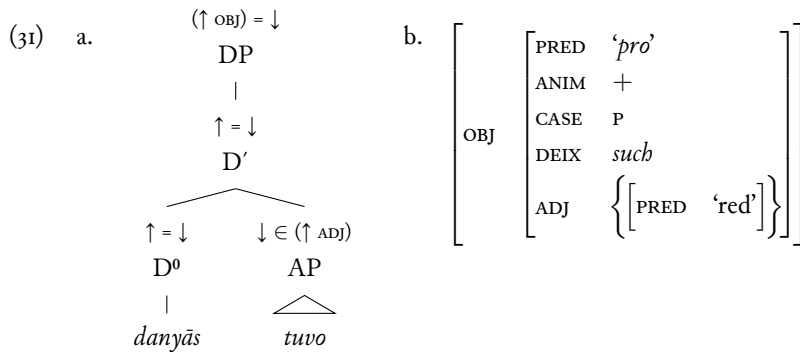 (31) a. (↑ OBJ) = ↓
DP
↑ = ↓
D′
↑ = ↓ ↓ ∈ (↑ ADJ)
D⁰ AP
danyās tuvo
b. OBJ
PRED ‘pro’
ANIM +
CASE P
DEIX such
ADJ {[PRED ‘red’]}